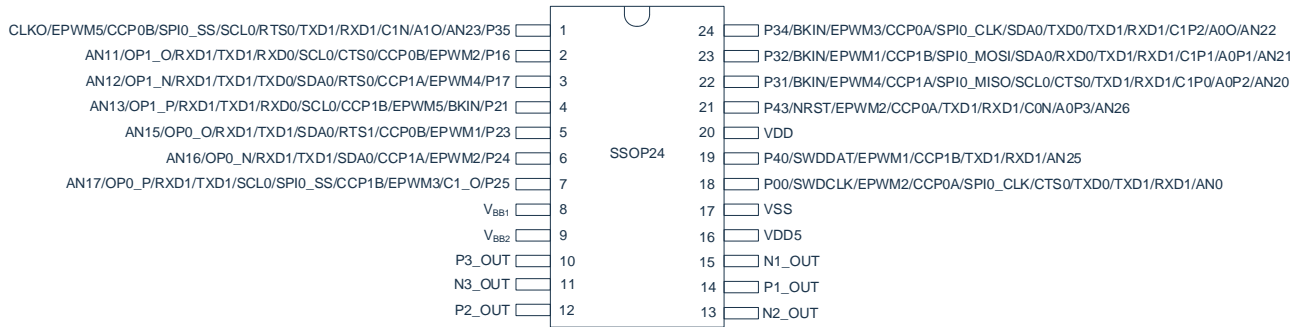 CLKO/EPWM5/CCP0B/SPI0_SS/SCL0/RTS0/TXD1/RXD1/C1N/A1O/AN23/P35 1
AN11/OP1_O/RXD1/TXD1/RXD0/SCL0/CTS0/CCP0B/EPWM2/P16 2
AN12/OP1_N/RXD1/TXD1/TXD0/SDA0/RTS0/CCP1A/EPWM4/P17 3
AN13/OP1_P/RXD1/TXD1/RXD0/SCL0/CCP1B/EPWM5/BKIN/P21 4
AN15/OP0_O/RXD1/TXD1/SDA0/RTS1/CCP0B/EPWM1/P23 5
AN16/OP0_N/RXD1/TXD1/SDA0/CCP1A/EPWM2/P24 6
AN17/OP0_P/RXD1/TXD1/SCL0/SPI0_SS/CCP1B/EPWM3/C1_O/P25 7
VBB1 8
VBB2 9
P3_OUT 10
N3_OUT 11
P2_OUT 12
SSOP24
24 P34/BKIN/EPWM3/CCP0A/SPI0_CLK/SDA0/TXD0/TXD1/RXD1/C1P2/A0O/AN22
23 P32/BKIN/EPWM1/CCP1B/SPI0_MOSI/SDA0/RXD0/TXD1/RXD1/C1P1/A0P1/AN21
22 P31/BKIN/EPWM4/CCP1A/SPI0_MISO/SCL0/CTS0/TXD1/RXD1/C1P0/A0P2/AN20
21 P43/NRST/EPWM2/CCP0A/TXD1/RXD1/C0N/A0P3/AN26
20 VDD
19 P40/SWDDAT/EPWM1/CCP1B/TXD1/RXD1/AN25
18 P00/SWDCLK/EPWM2/CCP0A/SPI0_CLK/CTS0/TXD0/TXD1/RXD1/AN0
17 VSS
16 VDD5
15 N1_OUT
14 P1_OUT
13 N2_OUT